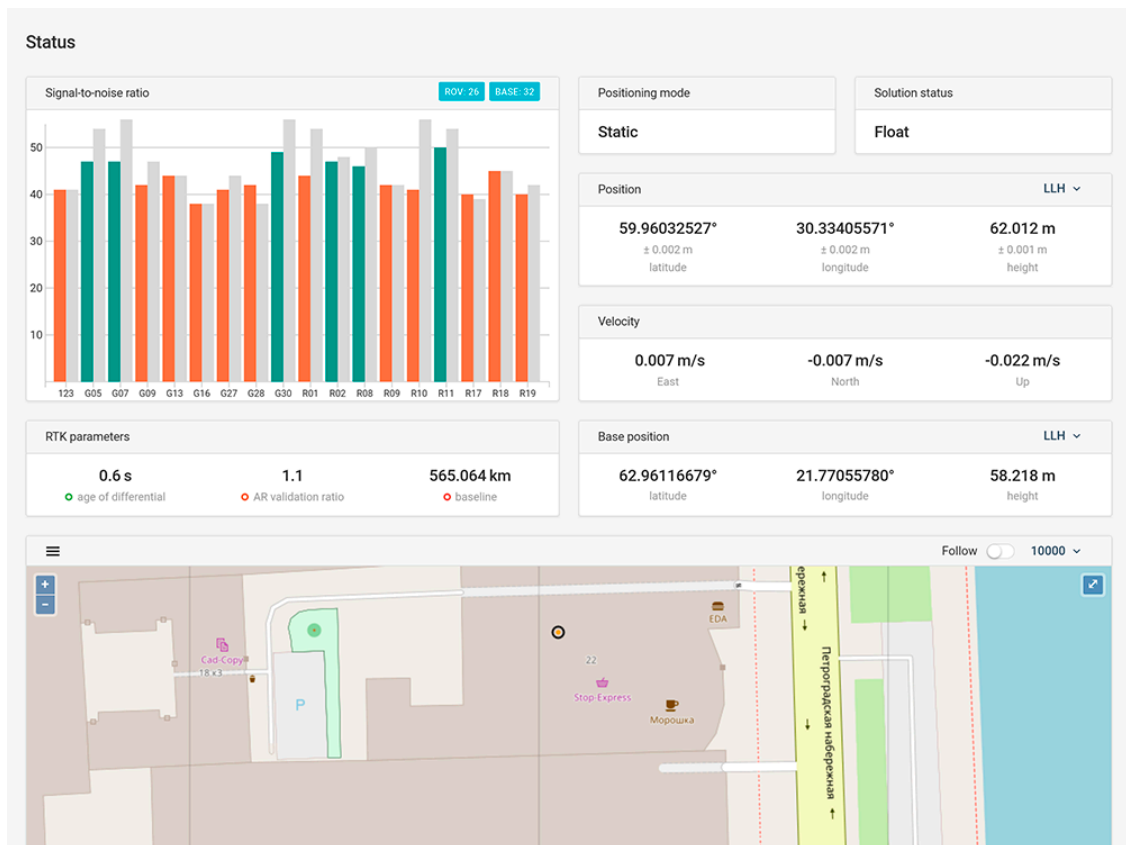 Status
Signal-to-noise ratio
ROV: 26
BASE: 32
50
40
30
20
10
123 G05 G07 G09 G13 G16 G27 G28 G30 R01 R02 R08 R09 R10 R11 R17 R18 R19
Positioning mode
Static
Solution status
Float
Position
LLH
59.96032527° 30.33405571° 62.012 m
± 0.002 m ± 0.002 m ± 0.001 m
latitude longitude height
Velocity
0.007 m/s -0.007 m/s -0.022 m/s
East North Up
RTK parameters
0.6 s 1.1 565.064 km
age of differential AR validation ratio baseline
Base position
LLH
62.96116679° 21.77055780° 58.218 m
latitude longitude height
Follow 10000
+
−
Cad-Copy
18 к3
P
22
Stop-Express
EDA
Морошка
ережная
Петроградская набережная